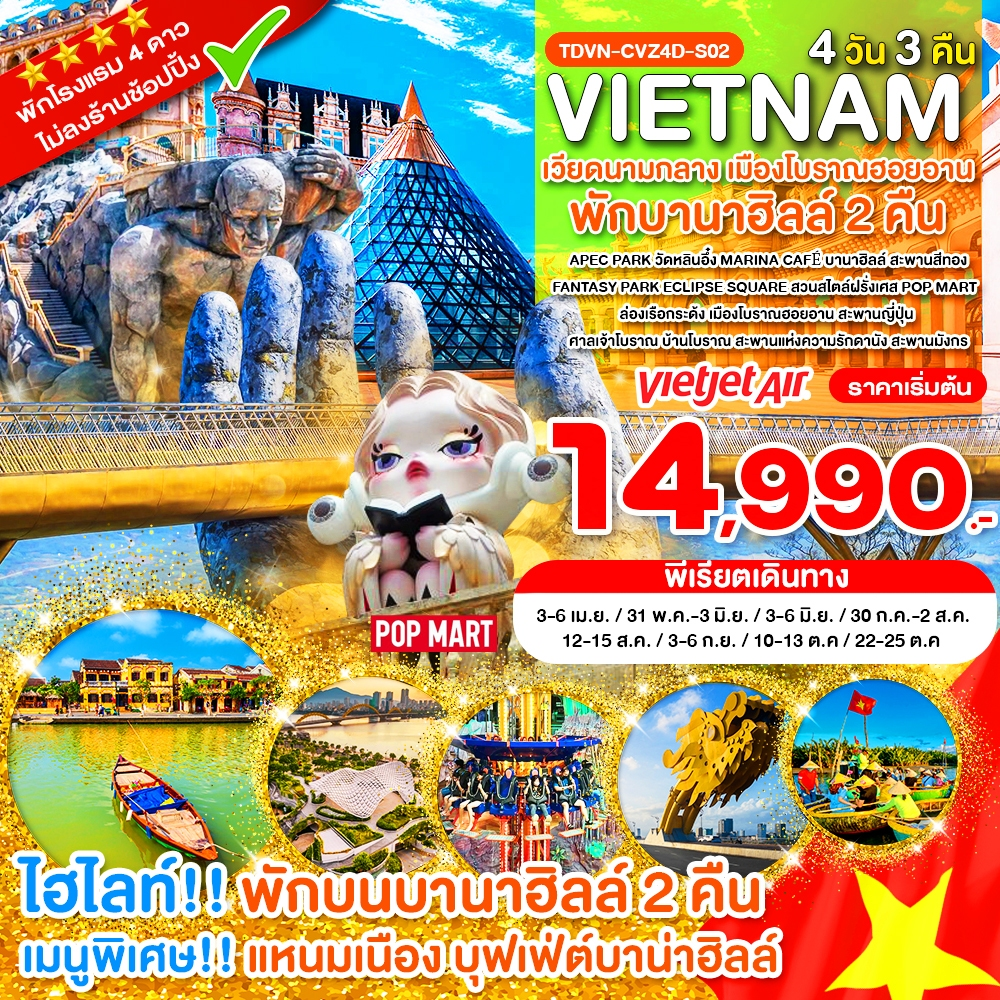 พักโรงแรม 4 ดาว
ไม่ลงร้านช้อปปิ้ง
TDVN-CVZ4D-S02
4 วัน 3 คืน
VIETNAM
เวียดนามกลาง เมืองโบราณฮอยอาน
พักบานาฮิลล์ 2 คืน
APEC PARK วัดหลินอึ๋ง MARINA CAFÉ บานาฮิลล์ สะพานสีทอง
FANTASY PARK ECLIPSE SQUARE สวนสไตล์ฝรั่งเศส POP MART
ล่องเรือกระด้ง เมืองโบราณฮอยอาน สะพานญี่ปุ่น
ศาลเจ้าโบราณ บ้านโบราณ สะพานแห่งความรักดานัง สะพานมังกร
vietjet Air
ราคาเริ่มต้น
14,990.-
พีเรียตเดินทาง
3-6 เม.ย. / 31 พ.ค.-3 มิ.ย. / 3-6 มิ.ย. / 30 ก.ค.-2 ส.ค.
12-15 ส.ค. / 3-6 ก.ย. / 10-13 ต.ค / 22-25 ต.ค
POP MART
ไฮไลท์!! พักบนบานาฮิลล์ 2 คืน
เมนูพิเศษ!! แหนมเนือง บุฟเฟ่ต์บาน่าฮิลล์